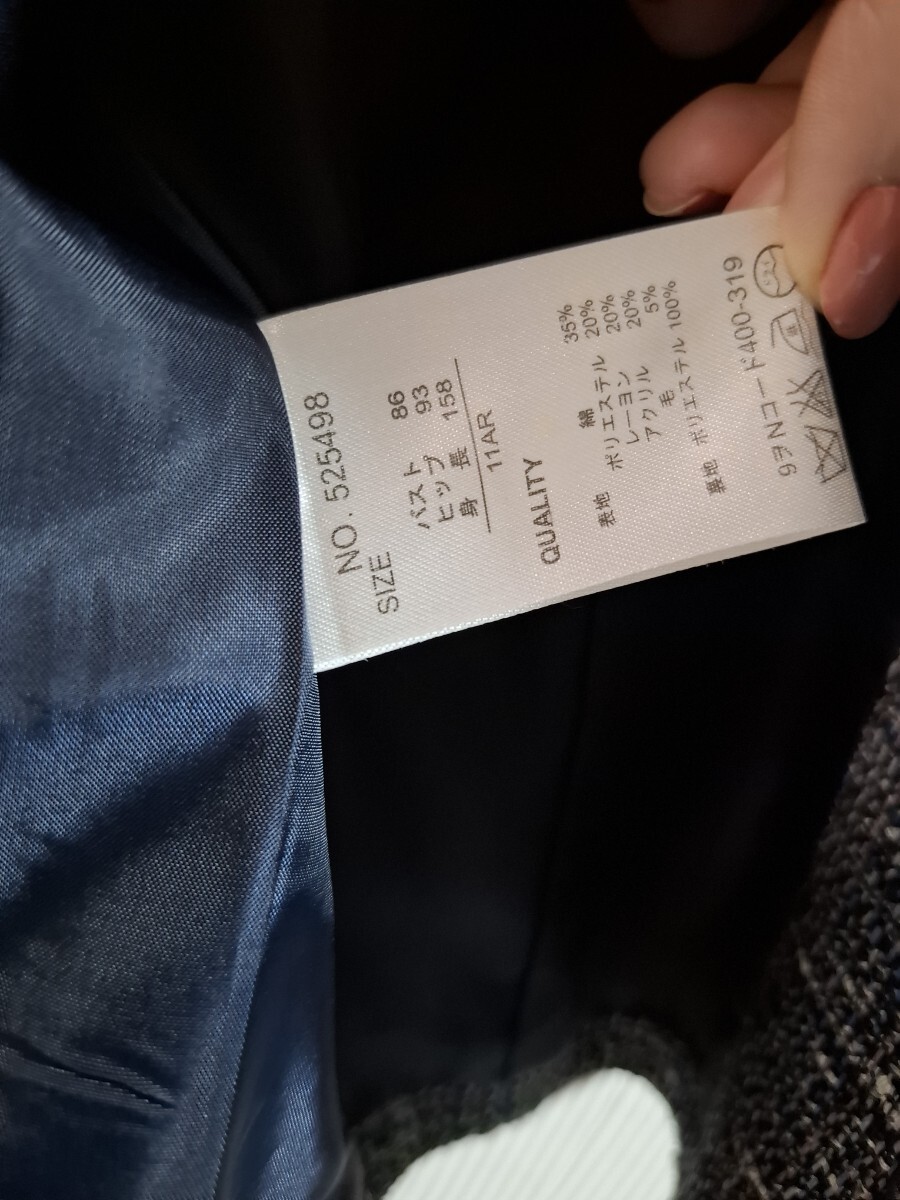 NO. 525498
SIZE
バスト 86
ヒップ 93
身長 158
11AR
QUALITY
表地 綿 35%
ポリエステル 20%
レーヨン 20%
アクリル 20%
毛 5%
裏地 ポリエステル 100%
9ヲNコード400-319